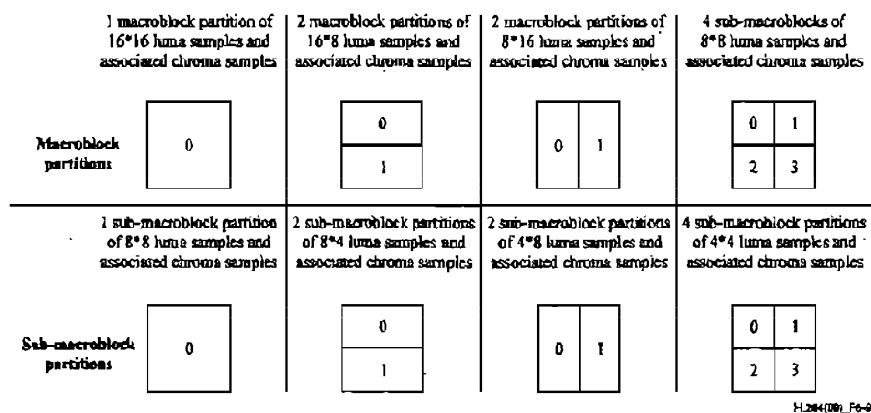 1 macroblock partition of
16*16 luma samples and
associated chroma samples
2 macroblock partitions of
16*8 luma samples and
associated chroma samples
2 macroblock partitions of
8*16 luma samples and
associated chroma samples
4 sub-macroblocks of
8*8 luma samples and
associated chroma samples
Macroblock
partitions
0
0
1
0 1
0 1
2 3
1 sub-macroblock partition
of 8*8 luma samples and
associated chroma samples
2 sub-macroblock partitions
of 8*4 luma samples and
associated chroma samples
2 sub-macroblock partitions
of 4*8 luma samples and
associated chroma samples
4 sub-macroblock partitions
of 4*4 luma samples and
associated chroma samples
Sub-macroblock
partitions
0
0
1
0 1
0 1
2 3
H.264(09)_F6-9